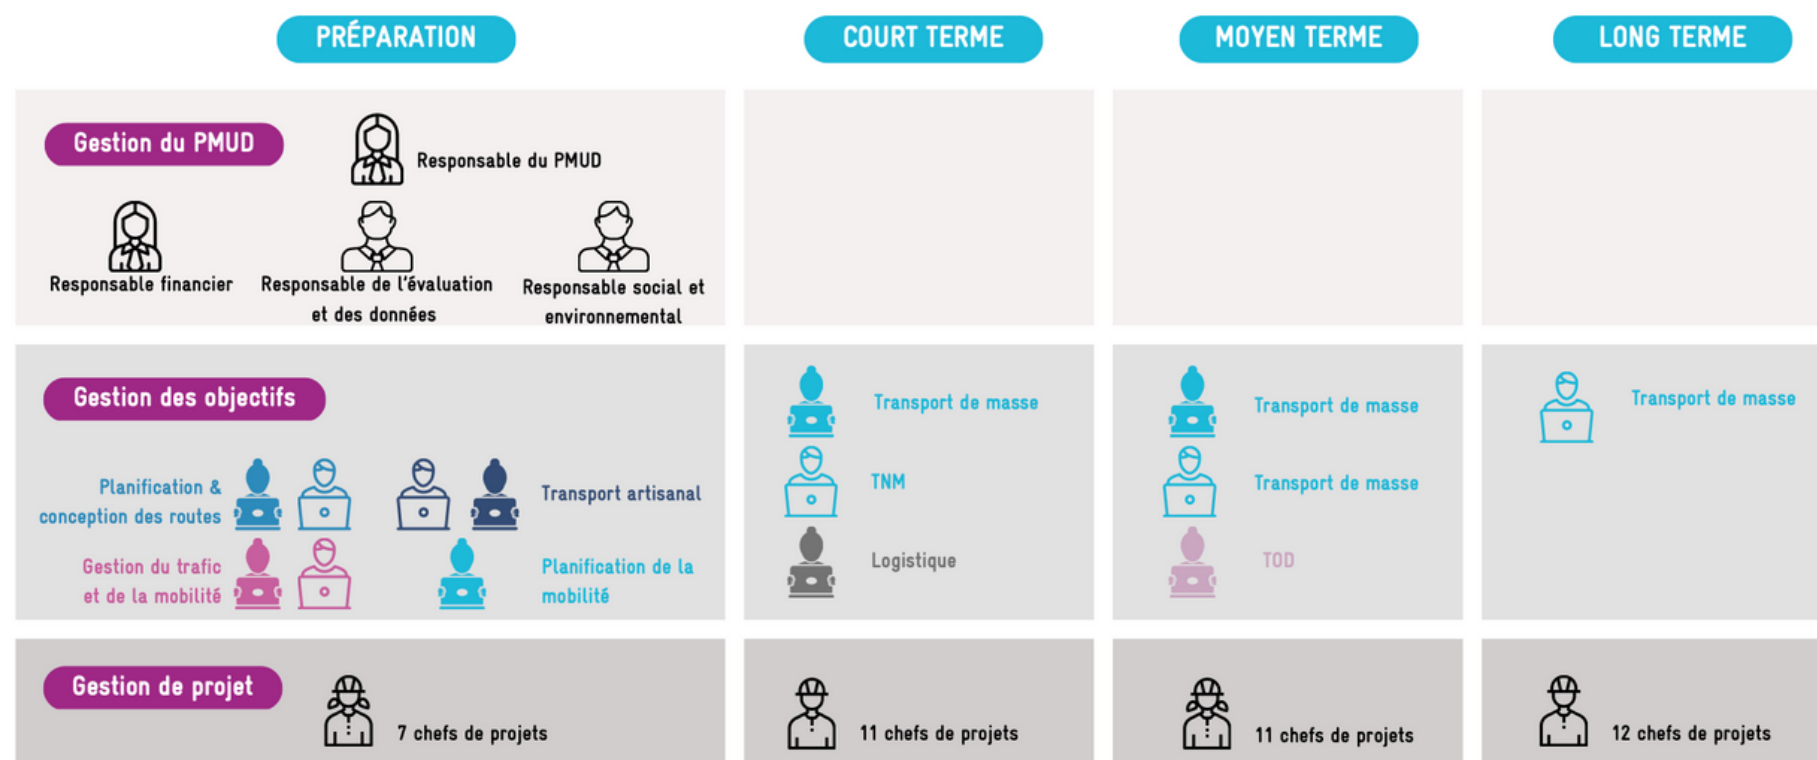 PRÉPARATION
COURT TERME
MOYEN TERME
LONG TERME
Gestion du PMUD
Responsable du PMUD
Responsable financier
Responsable de l'évaluation
et des données
Responsable social et
environnemental
Gestion des objectifs
Planification &
conception des routes
Transport artisanal
Gestion du trafic
et de la mobilité
Planification de la
mobilité
Transport de masse
TNM
Logistique
Transport de masse
Transport de masse
TOD
Transport de masse
Gestion de projet
7 chefs de projets
11 chefs de projets
11 chefs de projets
12 chefs de projets